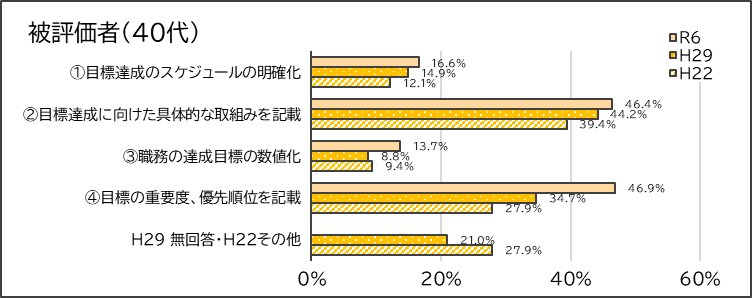 被評価者(40代)
R6
H29
H22
①目標達成のスケジュールの明確化
16.6%
14.9%
12.1%
②目標達成に向けた具体的な取組みを記載
46.4%
44.2%
39.4%
③職務の達成目標の数値化
13.7%
8.8%
9.4%
④目標の重要度、優先順位を記載
46.9%
34.7%
27.9%
H29 無回答・H22その他
21.0%
27.9%
0% 20% 40% 60%